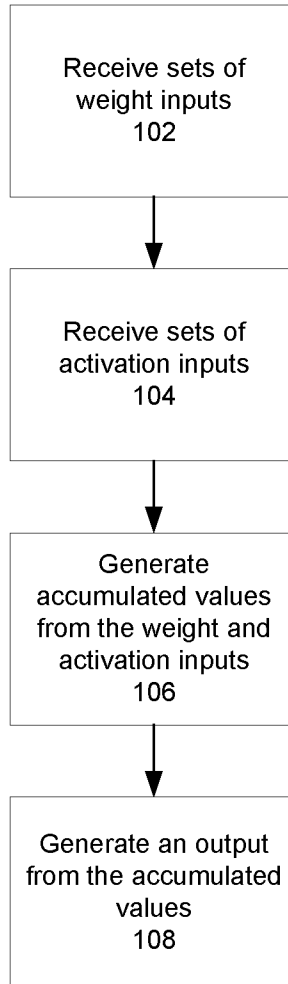 Receive sets of
weight inputs
102
Receive sets of
activation inputs
104
Generate
accumulated values
from the weight and
activation inputs
106
Generate an output
from the accumulated
values
108